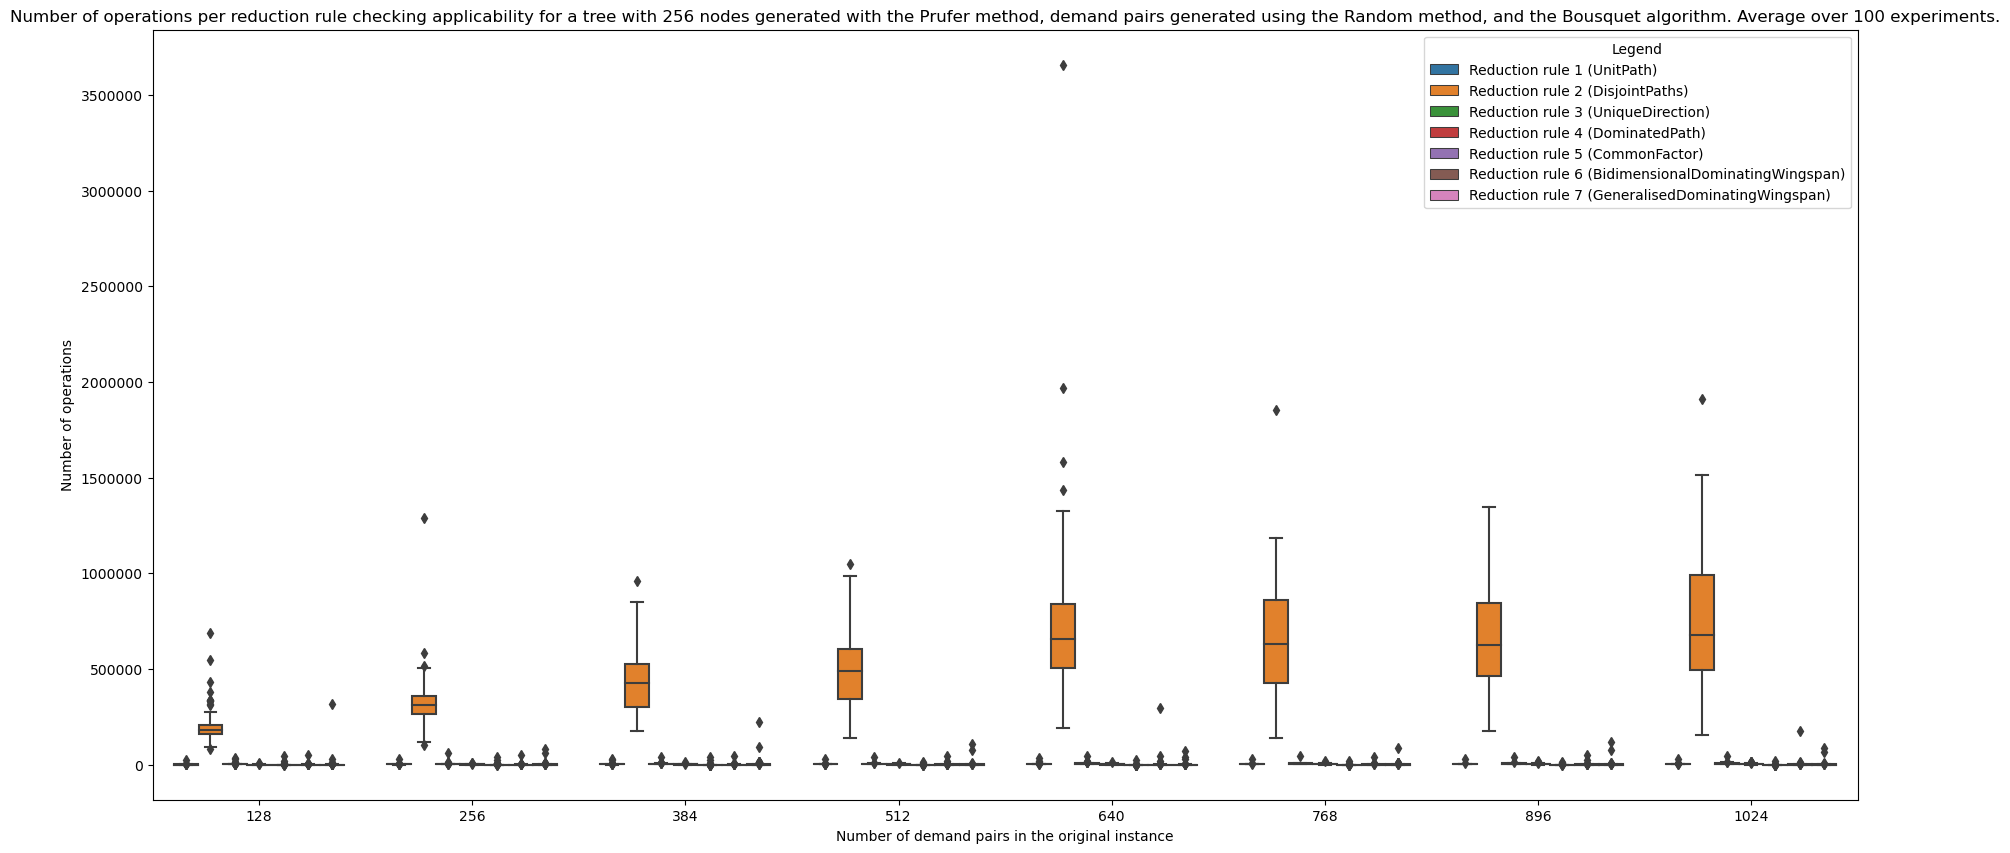 Number of operations per reduction rule checking applicability for a tree with 256 nodes generated with the Prufer method, demand pairs generated using the Random method, and the Bousquet algorithm. Average over 100 experiments.
Legend
Reduction rule 1 (UnitPath)
Reduction rule 2 (DisjointPaths)
Reduction rule 3 (UniqueDirection)
Reduction rule 4 (DominatedPath)
Reduction rule 5 (CommonFactor)
Reduction rule 6 (BidimensionalDominatingWingspan)
Reduction rule 7 (GeneralisedDominatingWingspan)
Number of operations
3500000
3000000
2500000
2000000
1500000
1000000
500000
0
128 256 384 512 640 768 896 1024
Number of demand pairs in the original instance